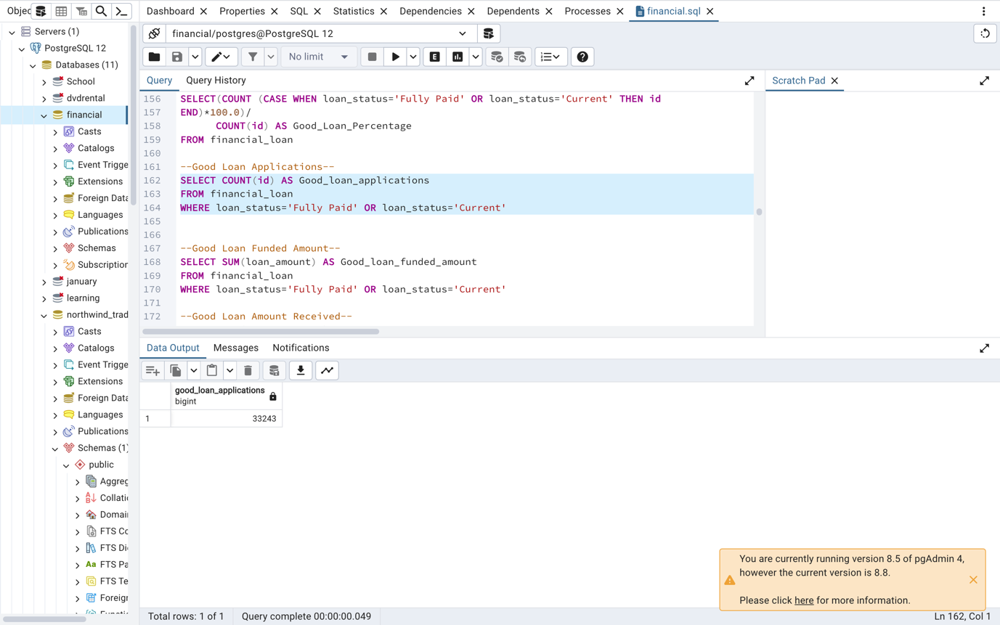 Objec
Dashboard
Properties
SQL
Statistics
Dependencies
Dependents
Processes
financial.sql
Servers (1)
PostgreSQL 12
Databases (11)
School
dvdrental
financial
Casts
Catalogs
Event Trigge
Extensions
Foreign Data
Languages
Publications
Schemas
Subscription
january
learning
northwind_trad
Casts
Catalogs
Event Trigge
Extensions
Foreign Data
Languages
Publications
Schemas (1)
public
Aggreg
Collatic
Domai
FTS Co
FTS Di
Aa FTS Pa
FTS Te
Foreigr
financial/postgres@PostgreSQL 12
No limit
E
Query
Query History
Scratch Pad
156 SELECT(COUNT (CASE WHEN loan_status='Fully Paid' OR loan_status='Current' THEN id
157 END)*100.0)/
158 COUNT(id) AS Good_Loan_Percentage
159 FROM financial_loan
160
161 --Good Loan Applications--
162 SELECT COUNT(id) AS Good_loan_applications
163 FROM financial_loan
164 WHERE loan_status='Fully Paid' OR loan_status='Current'
165
166
167 --Good Loan Funded Amount--
168 SELECT SUM(loan_amount) AS Good_loan_funded_amount
169 FROM financial_loan
170 WHERE loan_status='Fully Paid' OR loan_status='Current'
171
172 --Good Loan Amount Received--
Data Output
Messages
Notifications
good_loan_applications
bigint
1 33243
You are currently running version 8.5 of pgAdmin 4,
however the current version is 8.8.
Please click here for more information.
Total rows: 1 of 1
Query complete 00:00:00.049
Ln 162, Col 1